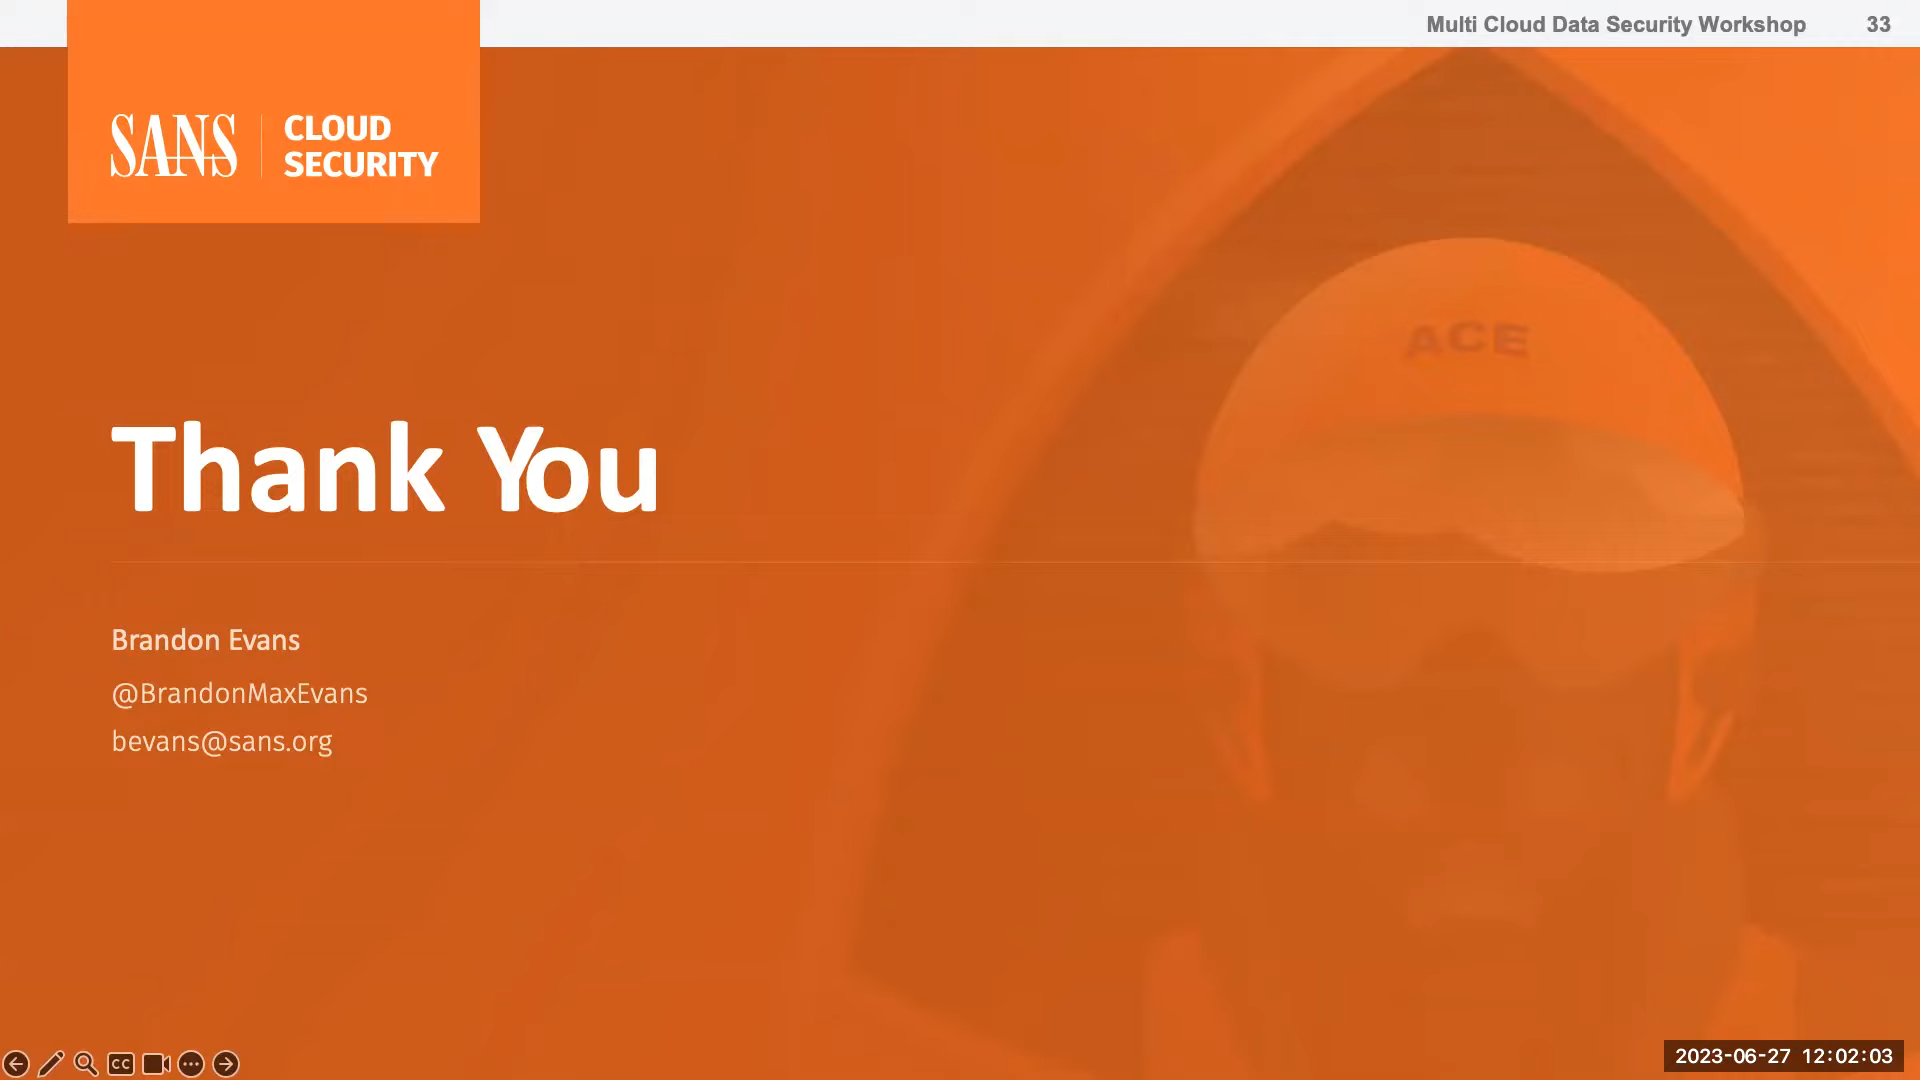 Multi Cloud Data Security Workshop 33
SANS
CLOUD
SECURITY
ACE
Thank You
Brandon Evans
@BrandonMaxEvans
bevans@sans.org
CC
2023-06-27 12:02:03